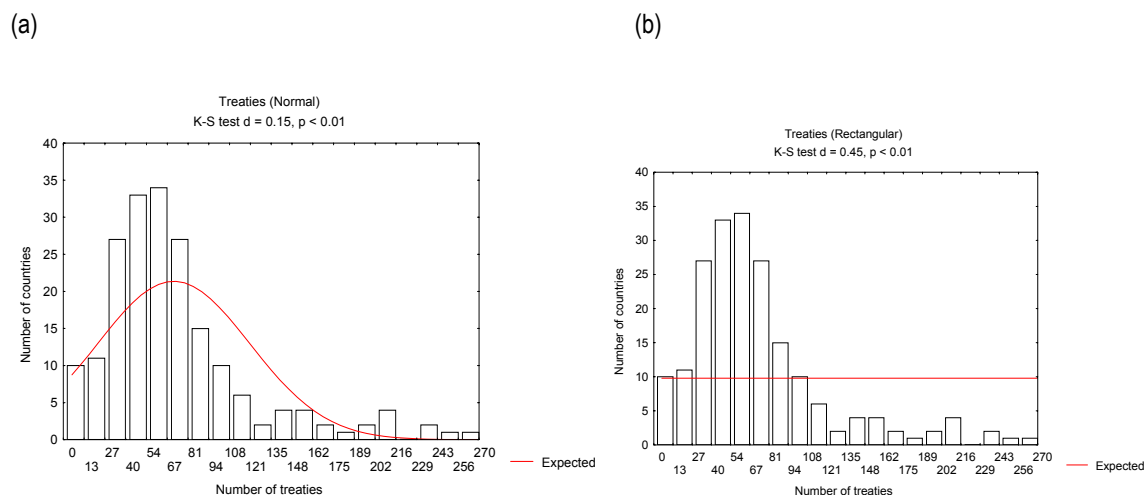 (a)
Treaties (Normal)
K-S test d = 0.15, p < 0.01
Number of countries
40
35
30
25
20
15
10
5
0
0 27 54 81 108 135 162 189 216 243 270
13 40 67 94 121 148 175 202 229 256
Number of treaties
Expected
(b)
Treaties (Rectangular)
K-S test d = 0.45, p < 0.01
Number of countries
40
35
30
25
20
15
10
5
0
0 27 54 81 108 135 162 189 216 243 270
13 40 67 94 121 148 175 202 229 256
Number of treaties
Expected